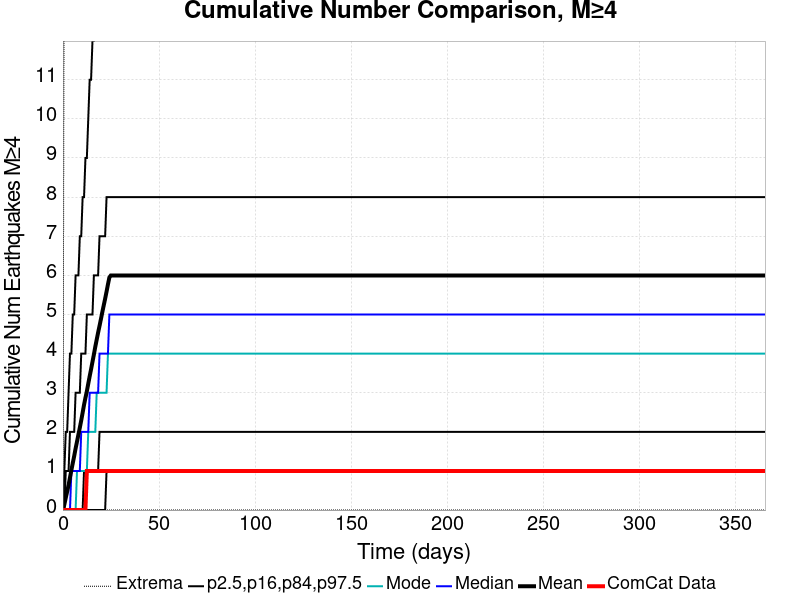 Cumulative Number Comparison, M≥4
Cumulative Num Earthquakes M≥4
11
10
9
8
7
6
5
4
3
2
1
0
0 50 100 150 200 250 300 350
Time (days)
Extrema p2.5,p16,p84,p97.5 Mode Median Mean ComCat Data